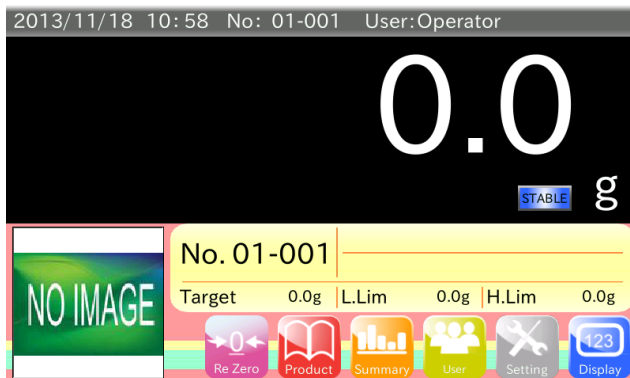 2013/11/18 10:58 No: 01-001 User:Operator
0.0
STABLE g
No. 01-001
NO IMAGE
Target 0.0g L.Lim 0.0g H.Lim 0.0g
0 123
Re Zero Product Summary User Setting Display